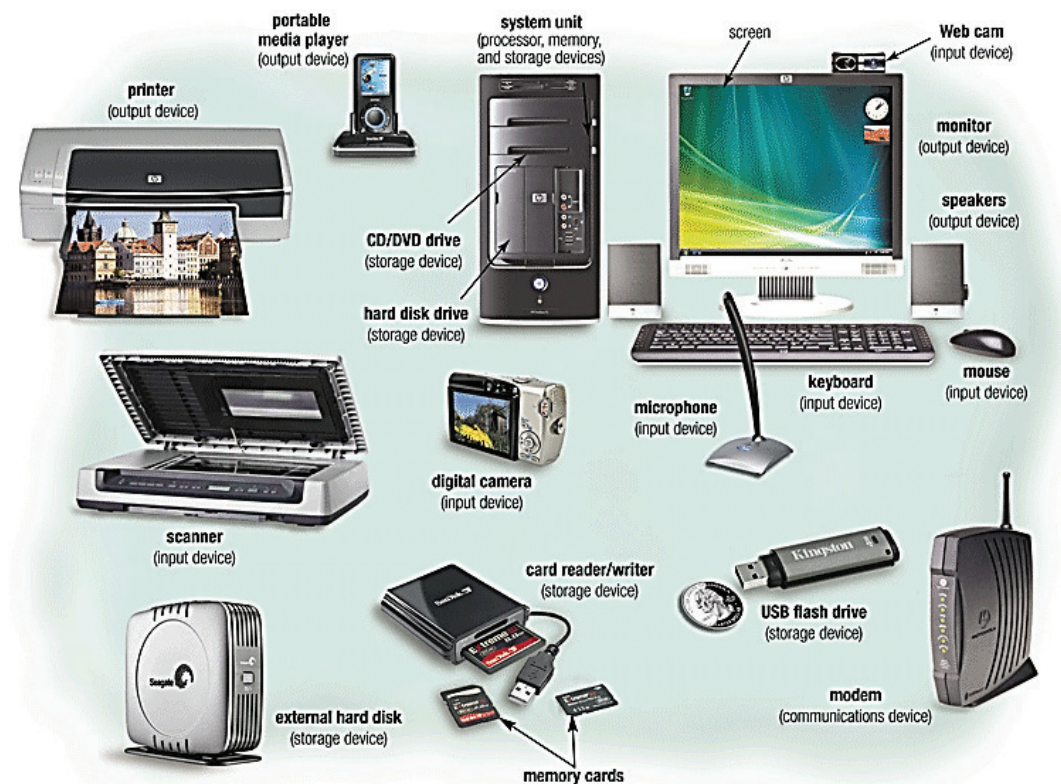 portable
media player
(output device)
system unit
(processor, memory,
and storage devices)
screen
Web cam
(input device)
printer
(output device)
monitor
(output device)
speakers
(output device)
CD/DVD drive
(storage device)
hard disk drive
(storage device)
keyboard
(input device)
mouse
(input device)
microphone
(input device)
digital camera
(input device)
scanner
(input device)
card reader/writer
(storage device)
SanDisk
Extreme
SanDisk
Kingston
USB flash drive
(storage device)
Seagate
external hard disk
(storage device)
modem
(communications device)
memory cards